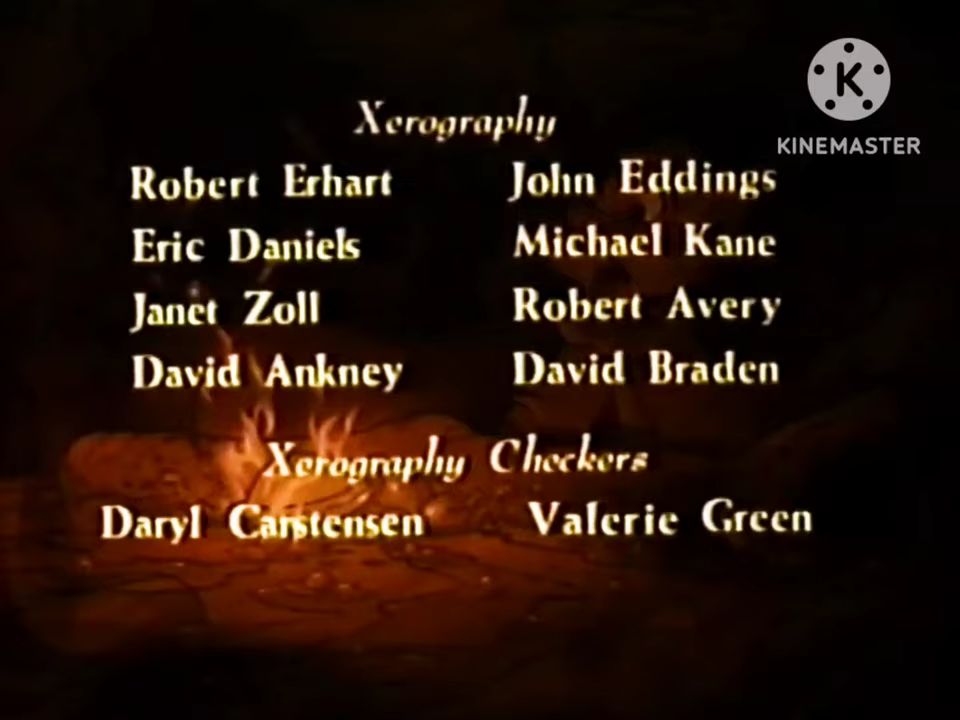 Xerography
KINEMASTER
Robert Erhart John Eddings
Eric Daniels Michael Kane
Janet Zoll Robert Avery
David Ankney David Braden
Xerography Checkers
Daryl Carstensen Valerie Green